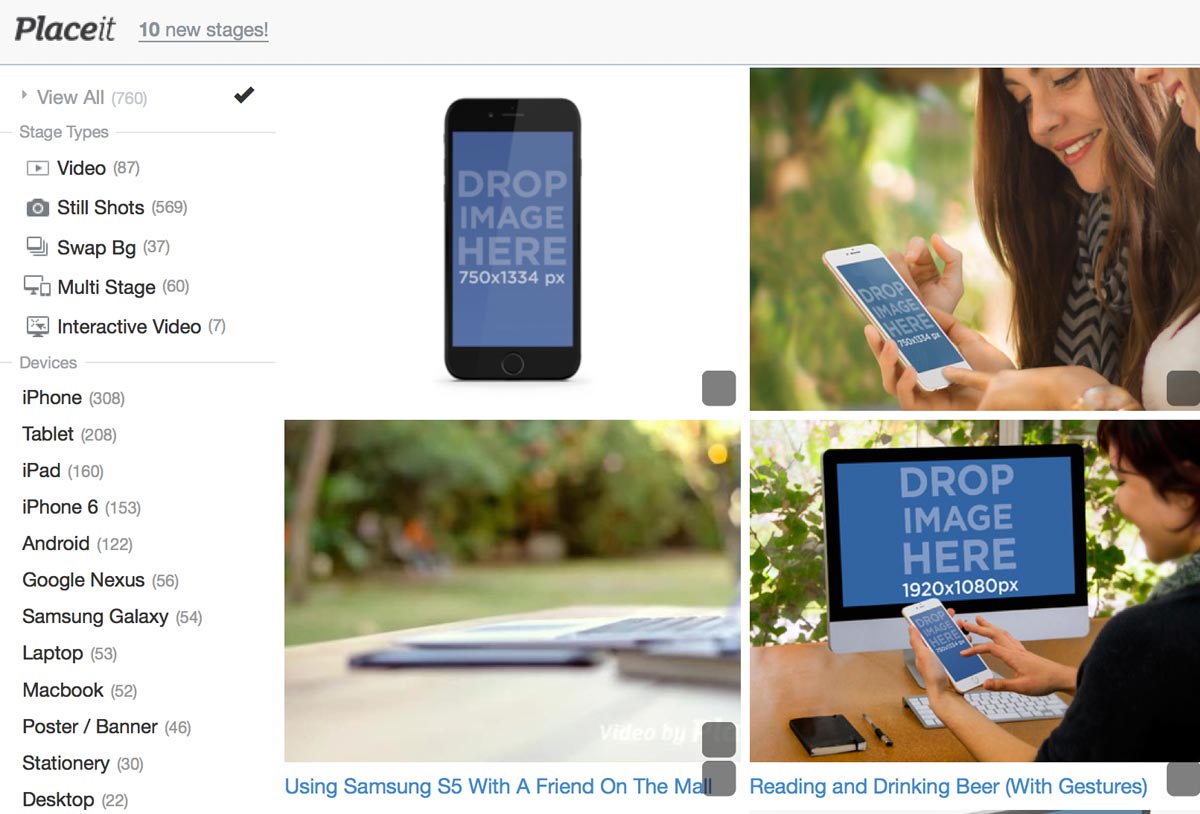 Placeit
10 new stages!
View All (760)
Stage Types
Video (87)
Still Shots (569)
Swap Bg (37)
Multi Stage (60)
Interactive Video (7)
Devices
iPhone (308)
Tablet (208)
iPad (160)
iPhone 6 (153)
Android (122)
Google Nexus (56)
Samsung Galaxy (54)
Laptop (53)
Macbook (52)
Poster / Banner (46)
Stationery (30)
Desktop (22)
DROP
IMAGE
HERE
750x1334 px
DROP
IMAGE
HERE
750x1334 px
Video by
Using Samsung S5 With A Friend On The Mall
DROP
IMAGE
HERE
1920x1080px
DROP
IMAGE
HERE
Reading and Drinking Beer (With Gestures)